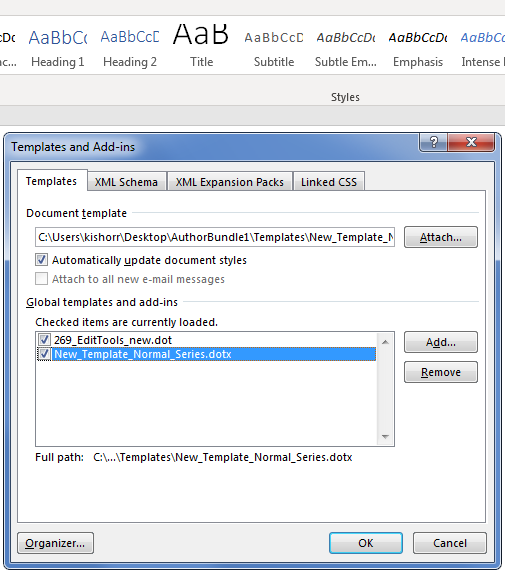 AaBbCcD AaBbCcD AaB AaBbCcD AaBbCcDc AaBbCcDc AaBbCcD
Heading 1 Heading 2 Title Subtitle Subtle Em... Emphasis Intense
Styles
Templates and Add-ins
Templates XML Schema XML Expansion Packs Linked CSS
Document template
C:\Users\kishorr\Desktop\AuthorBundle1\Templates\New_Template_N Attach...
Automatically update document styles
Attach to all new e-mail messages
Global templates and add-ins
Checked items are currently loaded.
269_EditTools_new.dot Add...
New_Template_Normal_Series.dotx
Remove
Full path: C:\...\Templates\New_Template_Normal_Series.dotx
Organizer... OK Cancel